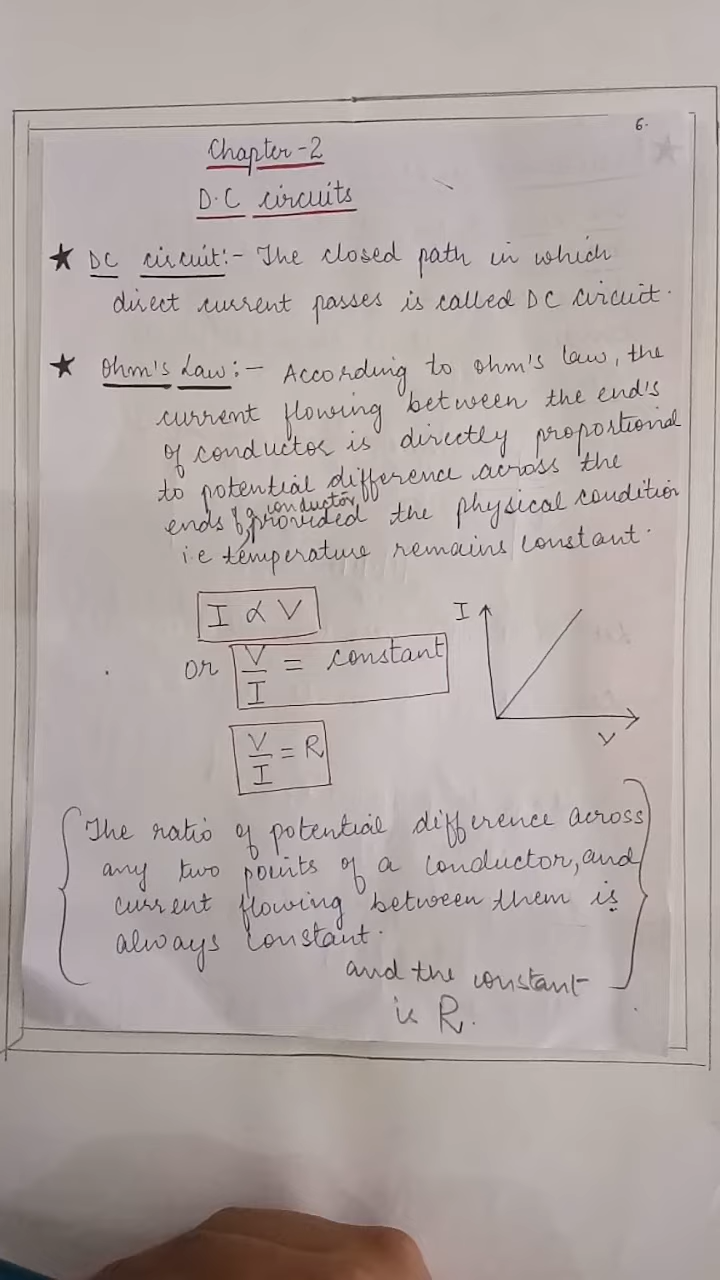 6.
Chapter-2
D.C circuits
★ DC circuit:- The closed path in which
direct current passes is called DC circuit.
★ Ohm's Law:- According to ohm's law, the
current flowing between the end's
of conductor is directly proportional
to potential difference across the
ends of a conductor, provided the physical condition
i.e temperature remains constant.
I ∝ V
or V/I = constant
V/I = R
I
V
{The ratio of potential difference across
any two points of a conductor, and
current flowing between them is
always constant.}
and the constant
is R.